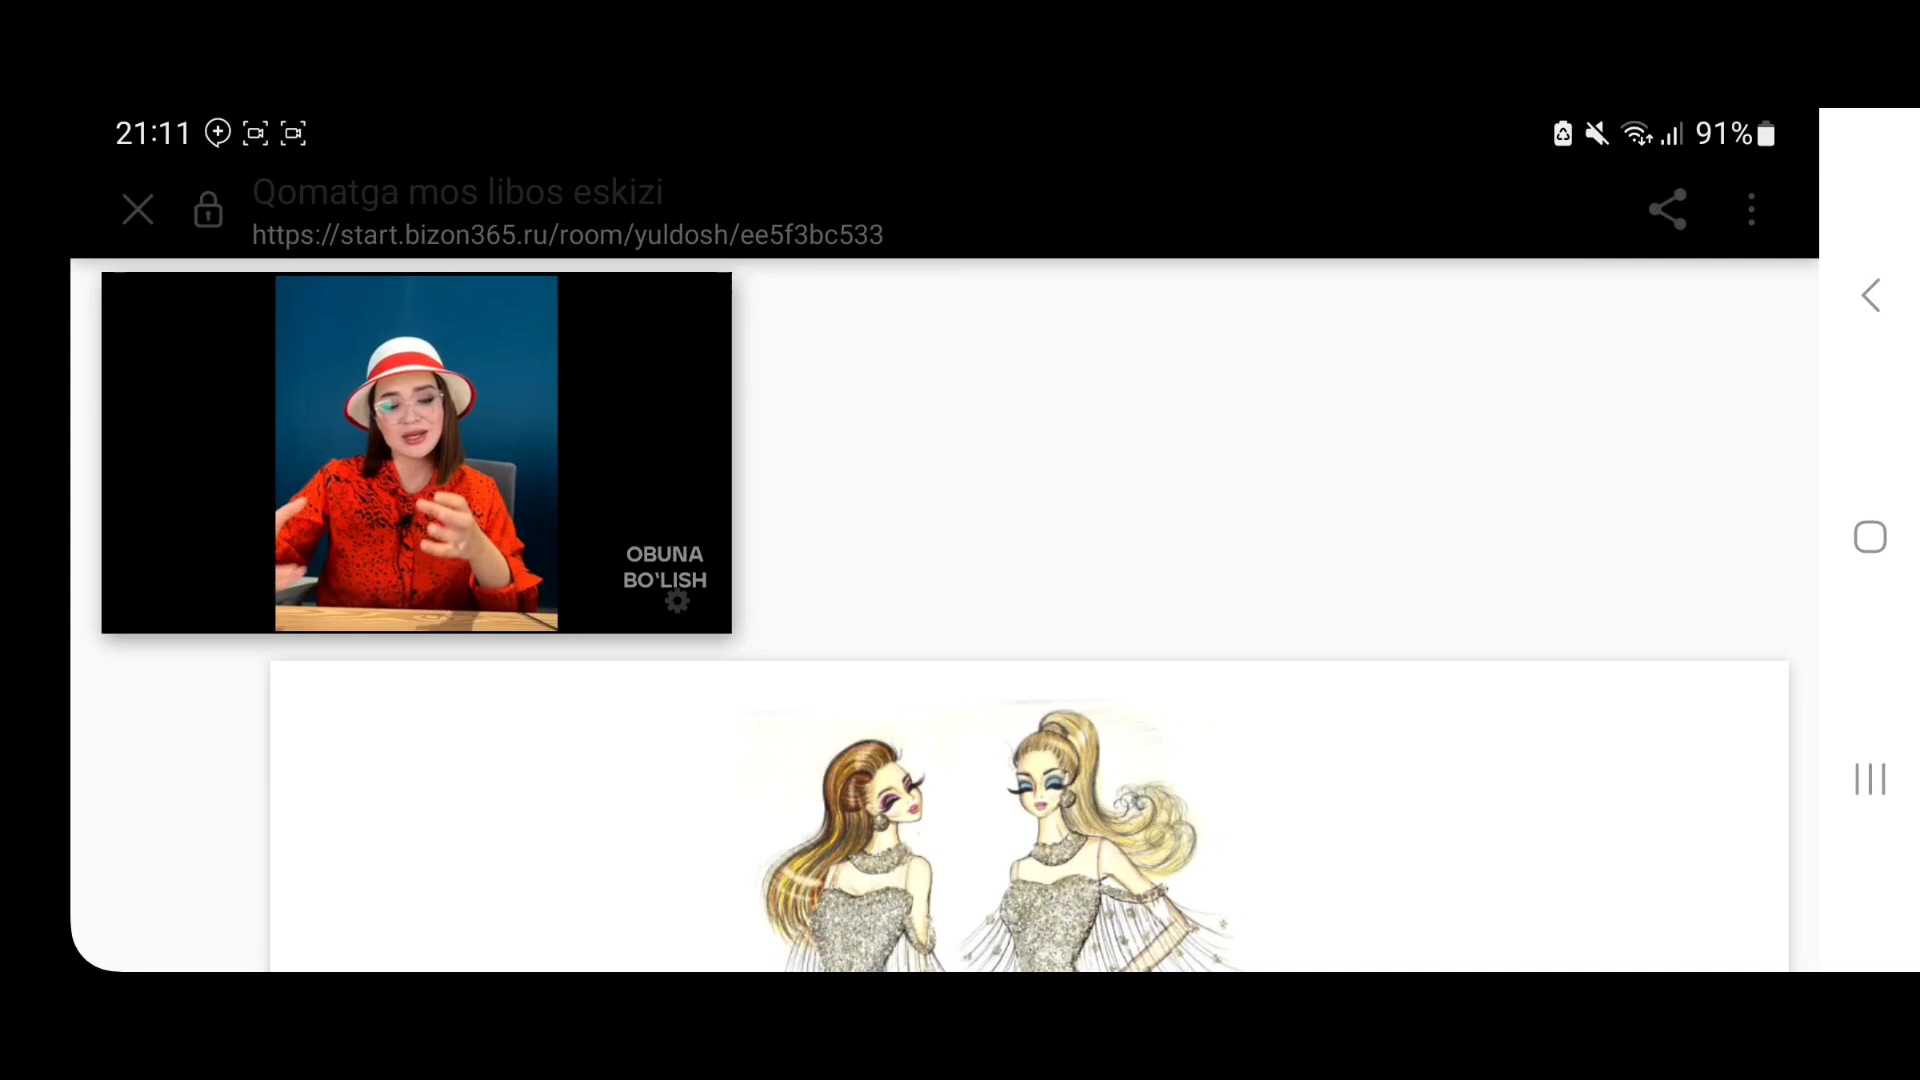 21:11
91%
Qomatga mos libos eskizi
https://start.bizon365.ru/room/yuldosh/ee5f3bc533
OBUNA
BO'LISH